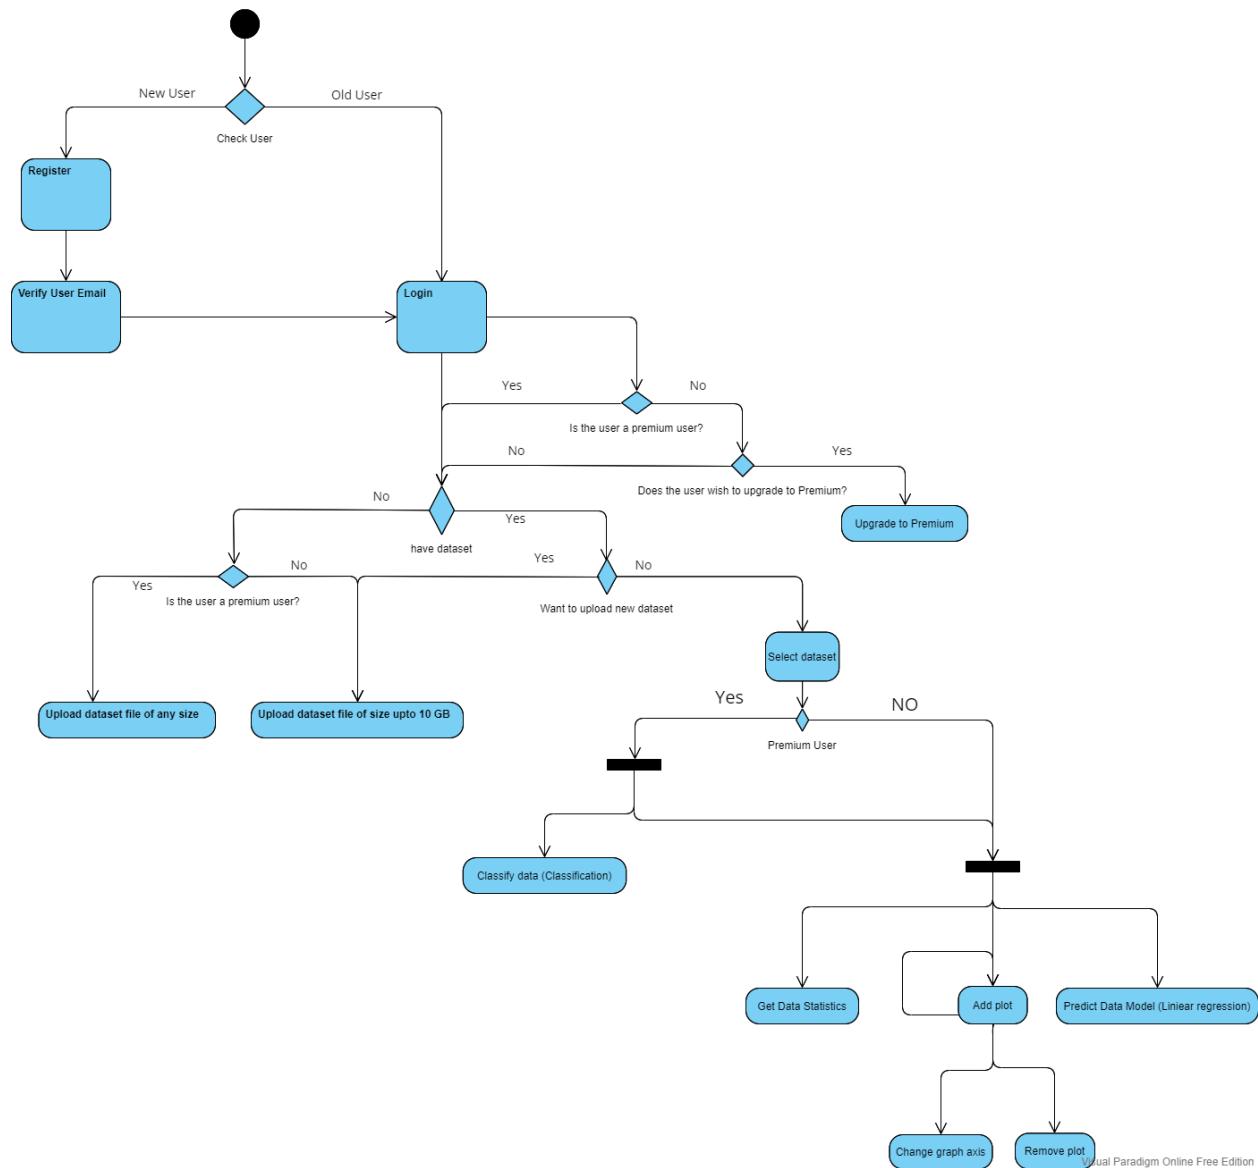 New User
Old User
Check User
Register
Verify User Email
Login
Yes
No
Is the user a premium user?
No
Yes
Does the user wish to upgrade to Premium?
No
Yes
Upgrade to Premium
have dataset
Yes
No
Yes
No
Is the user a premium user?
Want to upload new dataset
Select dataset
Yes
NO
Upload dataset file of any size
Upload dataset file of size upto 10 GB
Premium User
Classify data (Classification)
Get Data Statistics
Add plot
Predict Data Model (Liniear regression)
Change graph axis
Remove plot
Visual Paradigm Online Free Edition